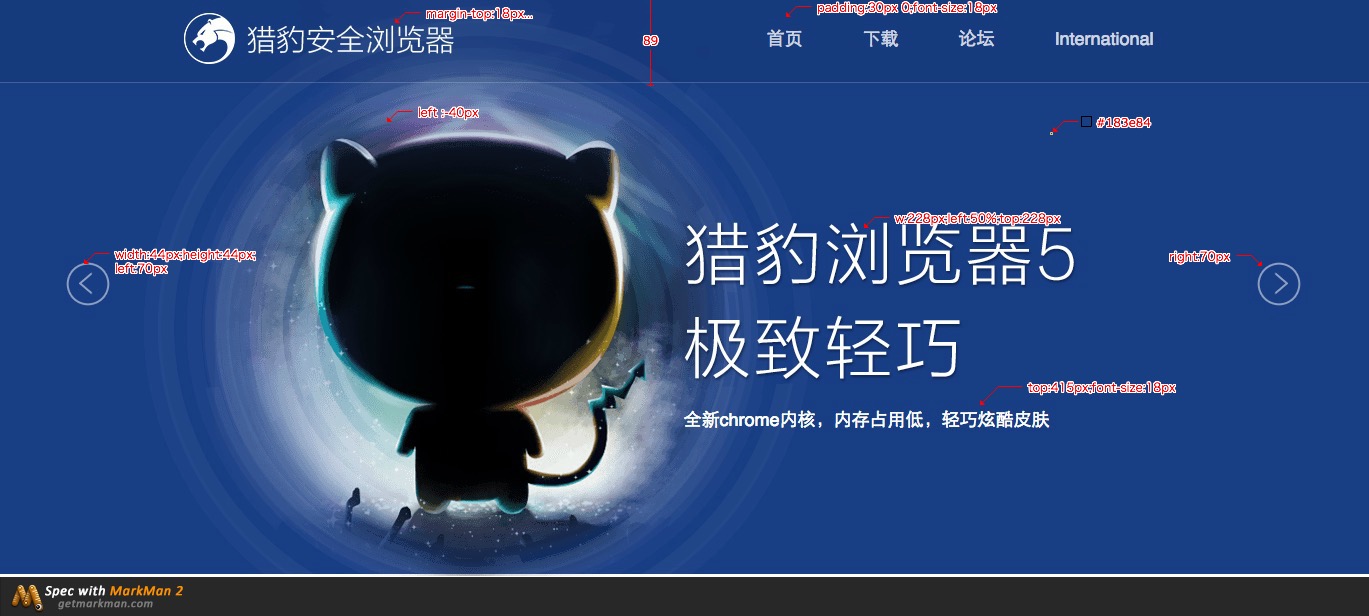 margin-top:18px...
padding:30px 0;font-size:18px
猎豹安全浏览器
89
首页
下载
论坛
International
left :-40px
#183e84
w:228px;left:50%;top:228px
猎豹浏览器5
width:44px;height:44px;
left:70px
right:70px
极致轻巧
top:415px;font-size:18px
全新chrome内核，内存占用低，轻巧炫酷皮肤
Spec with MarkMan 2
getmarkman.com